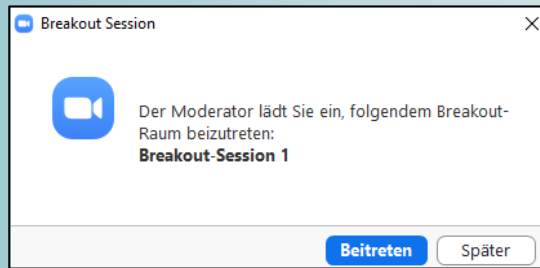 Breakout Session
Der Moderator lädt Sie ein, folgendem Breakout-
Raum beizutreten:
Breakout-Session 1
Beitreten
Später